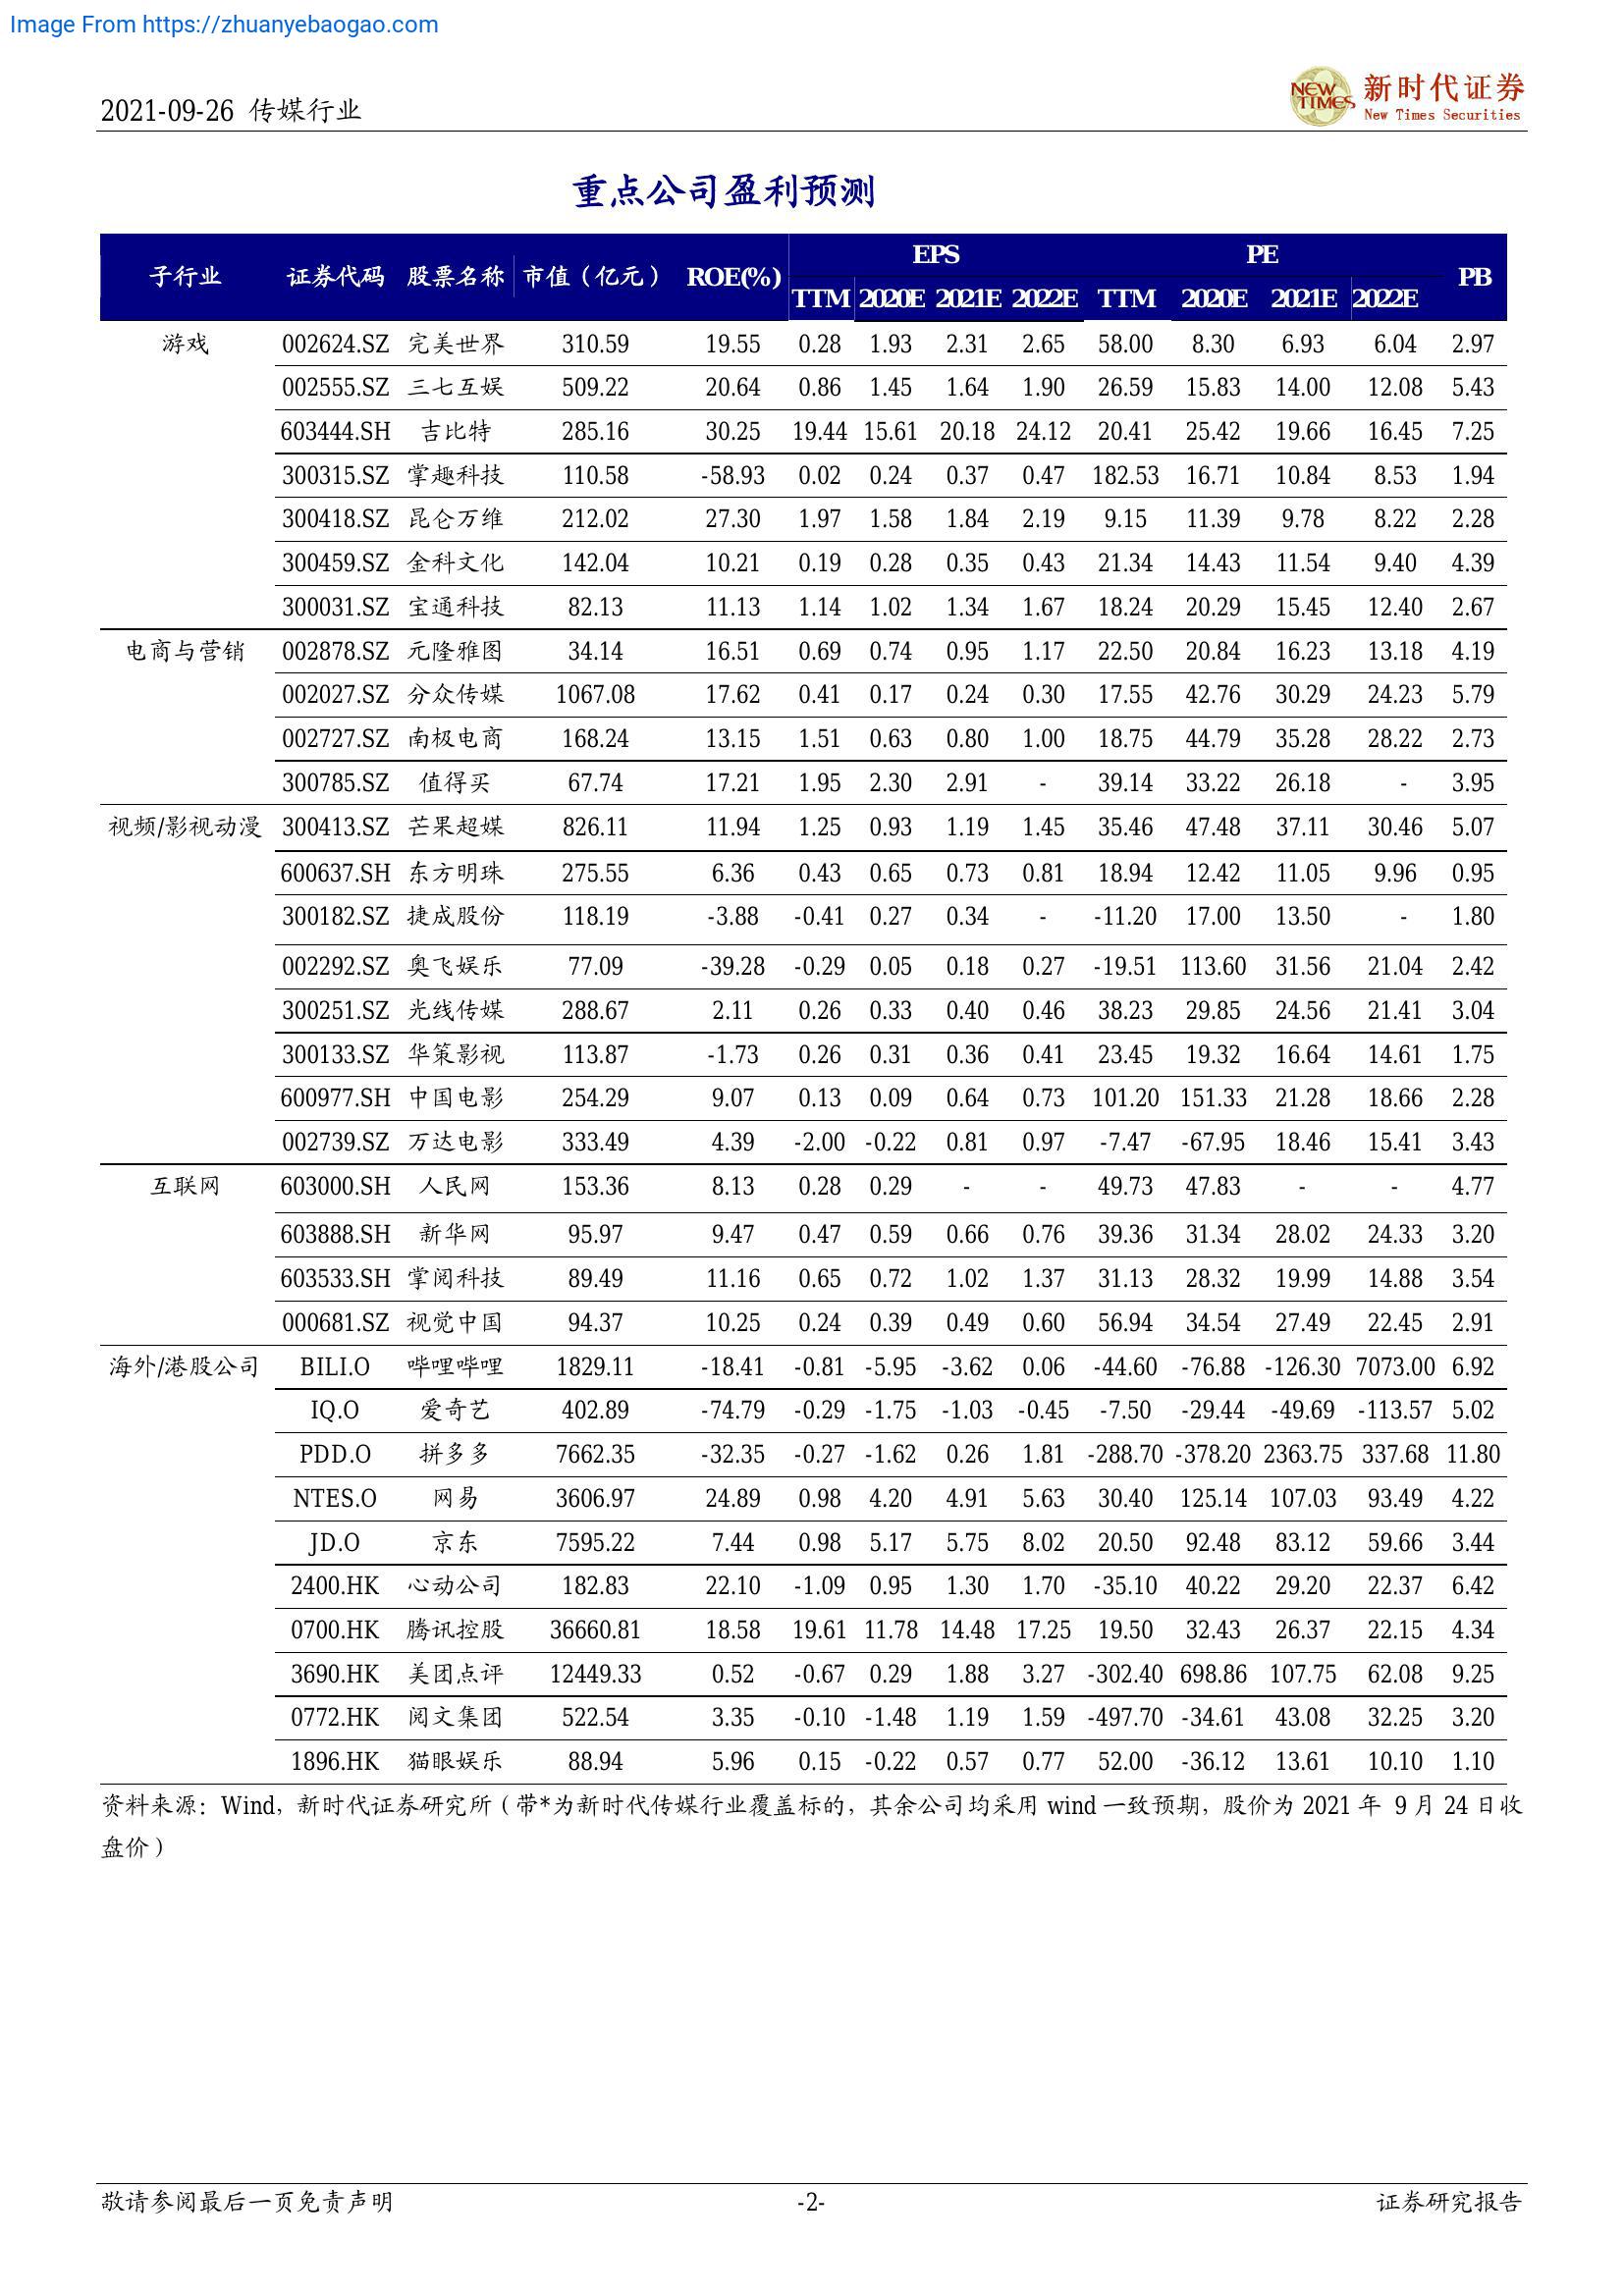 Image From https://zhuanyebaogao.com
2021-09-26 传媒行业
NEW TIMES 新时代证券
New Times Securities
重点公司盈利预测
子行业 证券代码 股票名称 市值（亿元） ROE(%) EPS PE PB
TTM 2020E 2021E 2022E TTM 2020E 2021E 2022E
游戏 002624.SZ 完美世界 310.59 19.55 0.28 1.93 2.31 2.65 58.00 8.30 6.93 6.04 2.97
002555.SZ 三七互娱 509.22 20.64 0.86 1.45 1.64 1.90 26.59 15.83 14.00 12.08 5.43
603444.SH 吉比特 285.16 30.25 19.44 15.61 20.18 24.12 20.41 25.42 19.66 16.45 7.25
300315.SZ 掌趣科技 110.58 -58.93 0.02 0.24 0.37 0.47 182.53 16.71 10.84 8.53 1.94
300418.SZ 昆仑万维 212.02 27.30 1.97 1.58 1.84 2.19 9.15 11.39 9.78 8.22 2.28
300459.SZ 金科文化 142.04 10.21 0.19 0.28 0.35 0.43 21.34 14.43 11.54 9.40 4.39
300031.SZ 宝通科技 82.13 11.13 1.14 1.02 1.34 1.67 18.24 20.29 15.45 12.40 2.67
电商与营销 002878.SZ 元隆雅图 34.14 16.51 0.69 0.74 0.95 1.17 22.50 20.84 16.23 13.18 4.19
002027.SZ 分众传媒 1067.08 17.62 0.41 0.17 0.24 0.30 17.55 42.76 30.29 24.23 5.79
002727.SZ 南极电商 168.24 13.15 1.51 0.63 0.80 1.00 18.75 44.79 35.28 28.22 2.73
300785.SZ 值得买 67.74 17.21 1.95 2.30 2.91 - 39.14 33.22 26.18 - 3.95
视频/影视动漫 300413.SZ 芒果超媒 826.11 11.94 1.25 0.93 1.19 1.45 35.46 47.48 37.11 30.46 5.07
600637.SH 东方明珠 275.55 6.36 0.43 0.65 0.73 0.81 18.94 12.42 11.05 9.96 0.95
300182.SZ 捷成股份 118.19 -3.88 -0.41 0.27 0.34 - -11.20 17.00 13.50 - 1.80
002292.SZ 奥飞娱乐 77.09 -39.28 -0.29 0.05 0.18 0.27 -19.51 113.60 31.56 21.04 2.42
300251.SZ 光线传媒 288.67 2.11 0.26 0.33 0.40 0.46 38.23 29.85 24.56 21.41 3.04
300133.SZ 华策影视 113.87 -1.73 0.26 0.31 0.36 0.41 23.45 19.32 16.64 14.61 1.75
600977.SH 中国电影 254.29 9.07 0.13 0.09 0.64 0.73 101.20 151.33 21.28 18.66 2.28
002739.SZ 万达电影 333.49 4.39 -2.00 -0.22 0.81 0.97 -7.47 -67.95 18.46 15.41 3.43
互联网 603000.SH 人民网 153.36 8.13 0.28 0.29 - - 49.73 47.83 - - 4.77
603888.SH 新华网 95.97 9.47 0.47 0.59 0.66 0.76 39.36 31.34 28.02 24.33 3.20
603533.SH 掌阅科技 89.49 11.16 0.65 0.72 1.02 1.37 31.13 28.32 19.99 14.88 3.54
000681.SZ 视觉中国 94.37 10.25 0.24 0.39 0.49 0.60 56.94 34.54 27.49 22.45 2.91
海外/港股公司 BILI.O 哔哩哔哩 1829.11 -18.41 -0.81 -5.95 -3.62 0.06 -44.60 -76.88 -126.30 7073.00 6.92
IQ.O 爱奇艺 402.89 -74.79 -0.29 -1.75 -1.03 -0.45 -7.50 -29.44 -49.69 -113.57 5.02
PDD.O 拼多多 7662.35 -32.35 -0.27 -1.62 0.26 1.81 -288.70 -378.20 2363.75 337.68 11.80
NTES.O 网易 3606.97 24.89 0.98 4.20 4.91 5.63 30.40 125.14 107.03 93.49 4.22
JD.O 京东 7595.22 7.44 0.98 5.17 5.75 8.02 20.50 92.48 83.12 59.66 3.44
2400.HK 心动公司 182.83 22.10 -1.09 0.95 1.30 1.70 -35.10 40.22 29.20 22.37 6.42
0700.HK 腾讯控股 36660.81 18.58 19.61 11.78 14.48 17.25 19.50 32.43 26.37 22.15 4.34
3690.HK 美团点评 12449.33 0.52 -0.67 0.29 1.88 3.27 -302.40 698.86 107.75 62.08 9.25
0772.HK 阅文集团 522.54 3.35 -0.10 -1.48 1.19 1.59 -497.70 -34.61 43.08 32.25 3.20
1896.HK 猫眼娱乐 88.94 5.96 0.15 -0.22 0.57 0.77 52.00 -36.12 13.61 10.10 1.10
资料来源：Wind，新时代证券研究所（带*为新时代传媒行业覆盖标的，其余公司均采用 wind 一致预期，股价为 2021 年 9 月 24 日收
盘价）
敬请参阅最后一页免责声明 -2- 证券研究报告